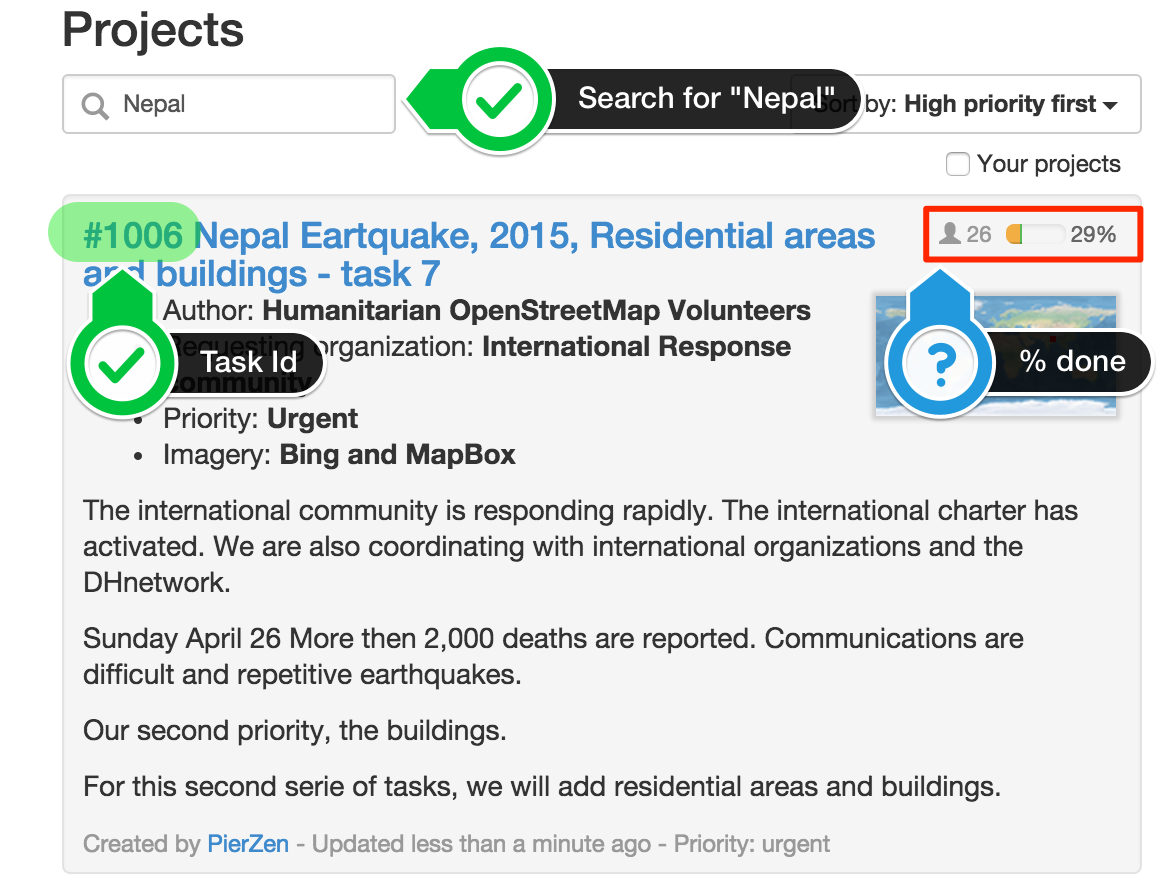 Projects
Nepal
Search for "Nepal"
Sort by: High priority first
Your projects
#1006 Nepal Eartquake, 2015, Residential areas
and buildings - task 7
26
29%
Author: Humanitarian OpenStreetMap Volunteers
Requesting organization: International Response
Community
Task Id
% done
• Priority: Urgent
• Imagery: Bing and MapBox
The international community is responding rapidly. The international charter has
activated. We are also coordinating with international organizations and the
DHnetwork.
Sunday April 26 More then 2,000 deaths are reported. Communications are
difficult and repetitive earthquakes.
Our second priority, the buildings.
For this second serie of tasks, we will add residential areas and buildings.
Created by PierZen - Updated less than a minute ago - Priority: urgent